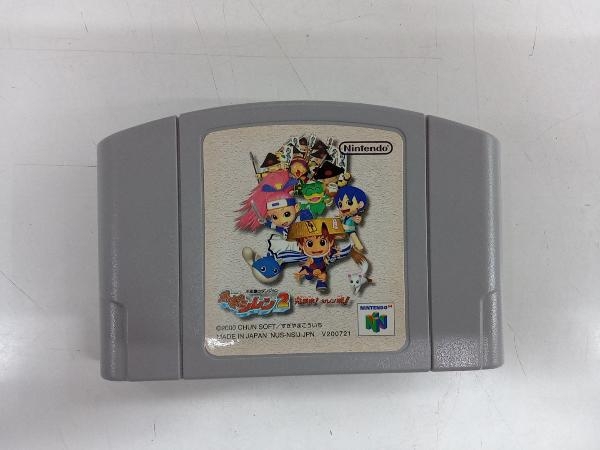 Nintendo
不思議のダンジョン
風来のシレン2
鬼襲来!シレン城!
NINTENDO 64
©2000 CHUN SOFT/すぎやまこういち
MADE IN JAPAN NUS-NSIJ-JPN V200721